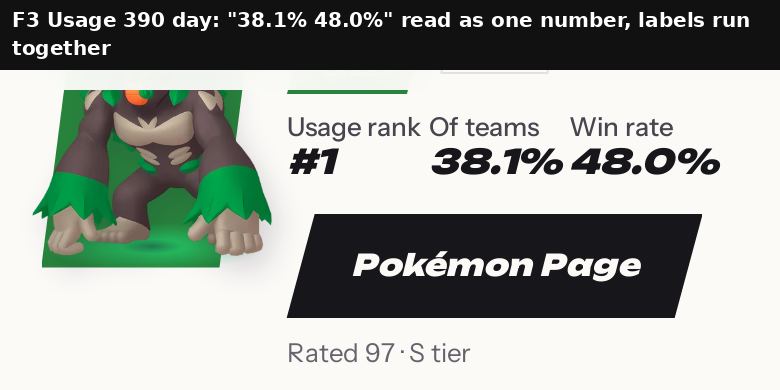 F3 Usage 390 day: "38.1% 48.0%" read as one number, labels run
together
Usage rank Of teams Win rate
#1 38.1% 48.0%
Pokémon Page
Rated 97 · S tier